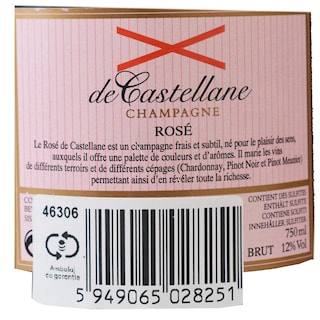 de Castellane
CHAMPAGNE
ROSÉ
Le Rosé de Castellane est un champagne frais et subtil, né pour le plaisir des sens,
auxquels il offre une palette de couleurs et d'arômes. Il marie les vins
de différents terroirs et de différents cépages (Chardonnay, Pinot Noir et Pinot Meunier)
permettant ainsi d'en révéler toute la richesse.
46306
Ambalaj
cu garantie
5 949065 028251
CONTIENT DES SULFITES
ENTHÄLT SULFITE
CONTIENE SOLFITI
INNEHÅLLER SULFITER
750 ml
BRUT 12% Vol